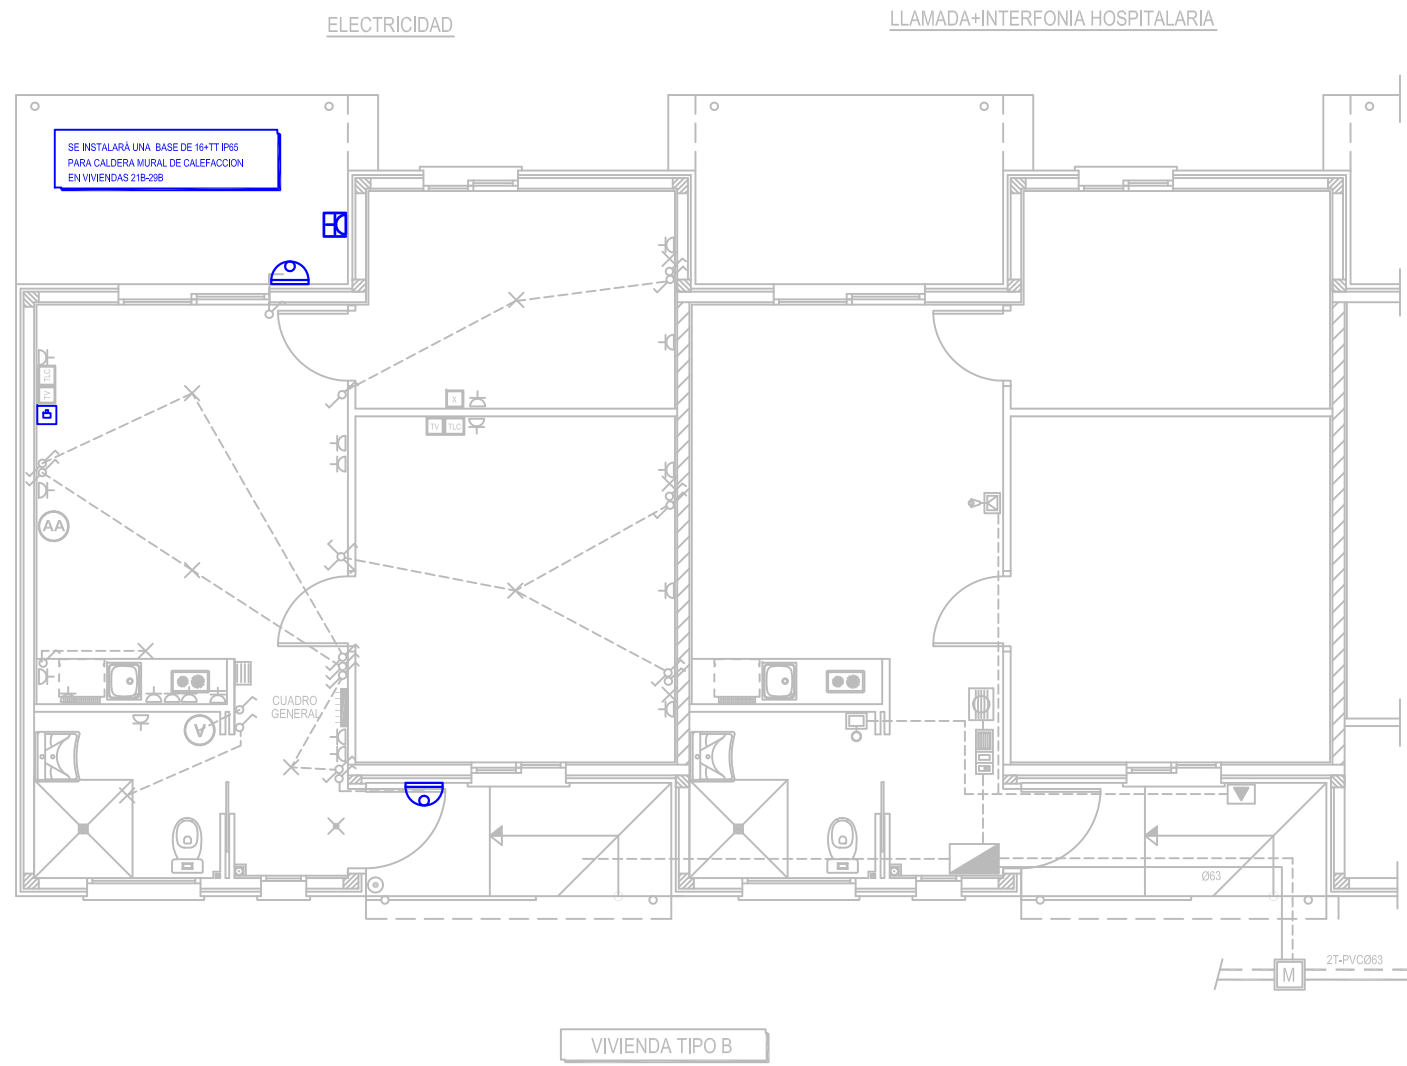 ELECTRICIDAD
LLAMADA+INTERFONIA HOSPITALARIA
SE INSTALARÁ UNA BASE DE 16+TT IP65
PARA CALDERA MURAL DE CALEFACCION
EN VIVIENDAS 21B-29B
TLC
TV
X
TV TLC
AA
CUADRO
GENERAL
A
Ø63
2T-PVCØ63
M
VIVIENDA TIPO B